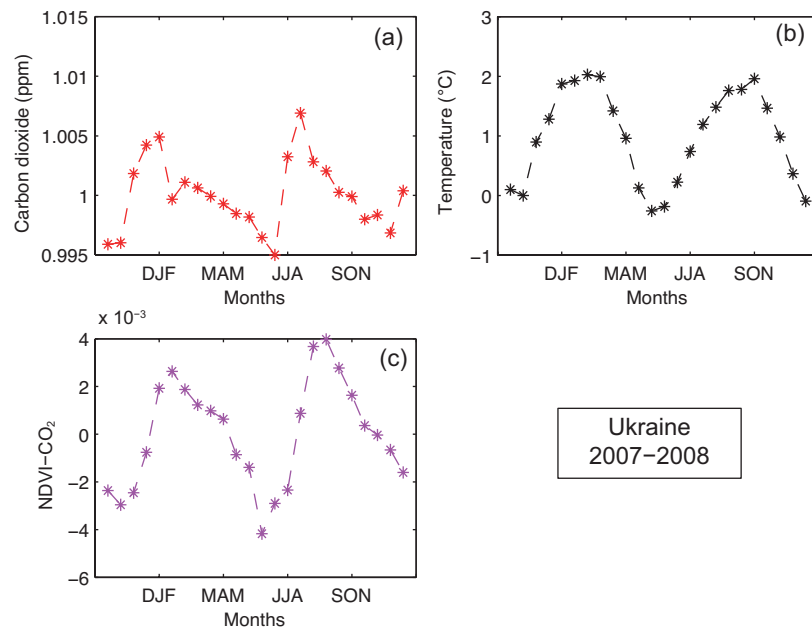 (a)
Carbon dioxide (ppm)
1.015
1.01
1.005
1
0.995
DJF MAM JJA SON
Months
(b)
Temperature (°C)
3
2
1
0
−1
DJF MAM JJA SON
Months
x 10⁻³
(c)
NDVI−CO₂
4
2
0
−2
−4
−6
DJF MAM JJA SON
Months
Ukraine
2007−2008